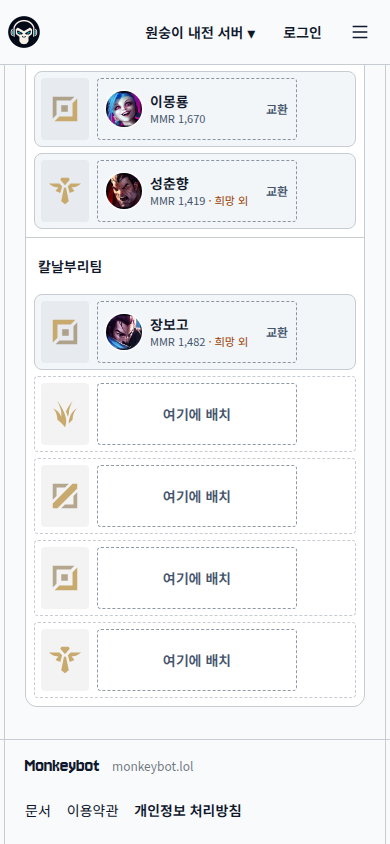 원숭이 내전 서버 ▾ 로그인
이몽룡
MMR 1,670
교환
성춘향
MMR 1,419 · 희망 외
교환
칼날부리팀
장보고
MMR 1,482 · 희망 외
교환
여기에 배치
여기에 배치
여기에 배치
여기에 배치
Monkeybot monkeybot.lol
문서 이용약관 개인정보 처리방침